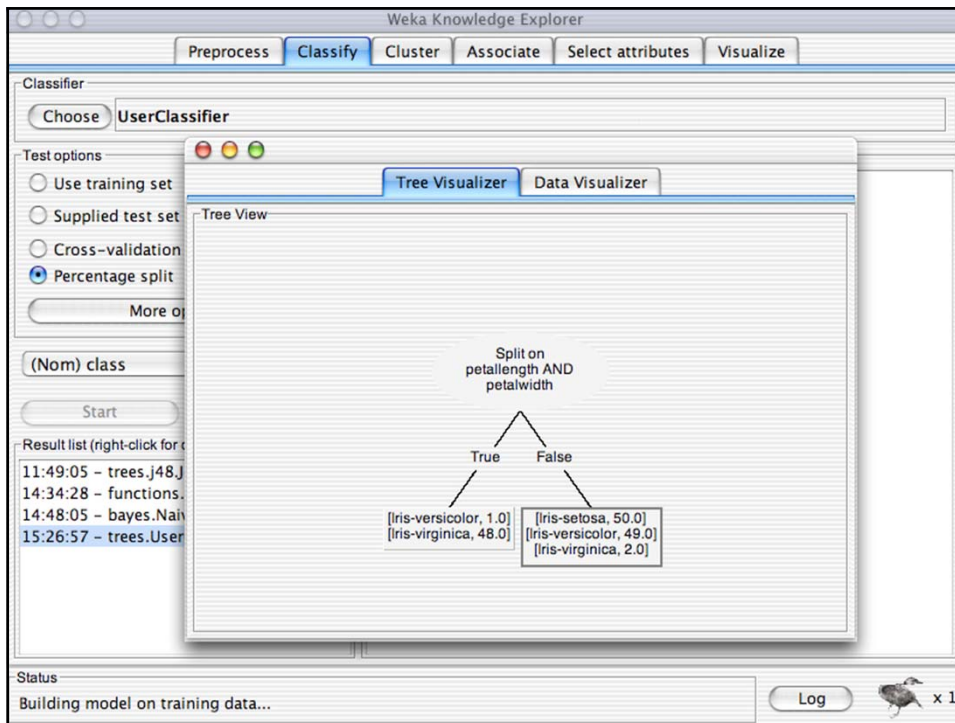 Weka Knowledge Explorer
Preprocess Classify Cluster Associate Select attributes Visualize
Classifier
Choose UserClassifier
Test options
Use training set
Supplied test set
Cross-validation
Percentage split
More op
(Nom) class
Start
Result list (right-click for o
11:49:05 - trees.j48.J
14:34:28 - functions.
14:48:05 - bayes.Naiv
15:26:57 - trees.User
Tree Visualizer Data Visualizer
Tree View
Split on
petallength AND
petalwidth
True False
[Iris-versicolor, 1.0]
[Iris-virginica, 48.0]
[Iris-setosa, 50.0]
[Iris-versicolor, 49.0]
[Iris-virginica, 2.0]
Status
Building model on training data...
Log
x 1